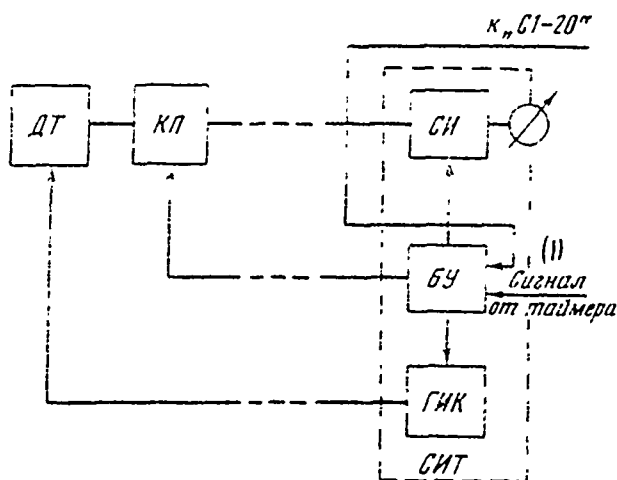 к „С1-20"
ДТ
КП
СИ
БУ
(1)
Сигнал
от таймера
ГИК
СИТ